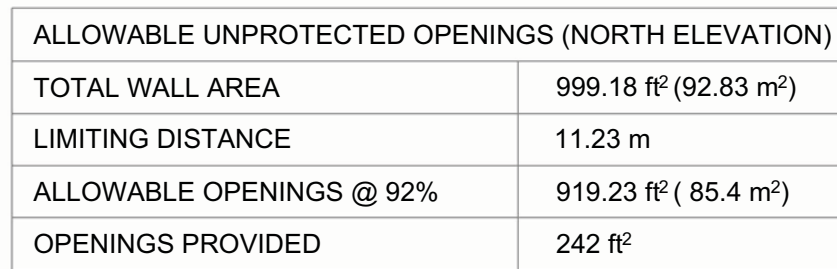 ALLOWABLE UNPROTECTED OPENINGS (NORTH ELEVATION)
TOTAL WALL AREA 999.18 ft² (92.83 m²)
LIMITING DISTANCE 11.23 m
ALLOWABLE OPENINGS @ 92% 919.23 ft² ( 85.4 m²)
OPENINGS PROVIDED 242 ft²